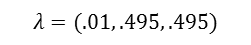 λ = (.01, .495, .495)